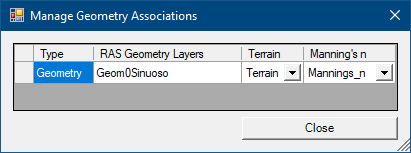 Manage Geometry Associations
Type RAS Geometry Layers Terrain Manning's n
Geometry Geom0Sinuoso Terrain Mannings_n
Close